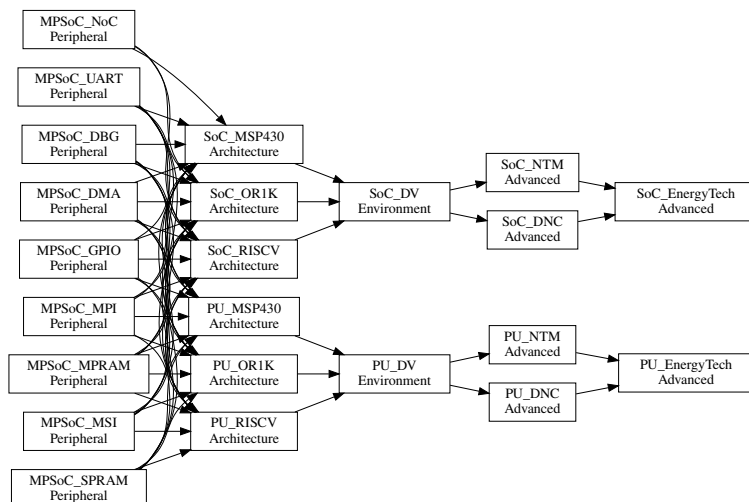 MPSoC_NoC
Peripheral
MPSoC_UART
Peripheral
MPSoC_DBG
Peripheral
MPSoC_DMA
Peripheral
MPSoC_GPIO
Peripheral
MPSoC_MPI
Peripheral
MPSoC_MPRAM
Peripheral
MPSoC_MSI
Peripheral
MPSoC_SPRAM
Peripheral
SoC_MSP430
Architecture
SoC_OR1K
Architecture
SoC_RISCV
Architecture
PU_MSP430
Architecture
PU_OR1K
Architecture
PU_RISCV
Architecture
SoC_DV
Environment
PU_DV
Environment
SoC_NTM
Advanced
SoC_DNC
Advanced
PU_NTM
Advanced
PU_DNC
Advanced
SoC_EnergyTech
Advanced
PU_EnergyTech
Advanced